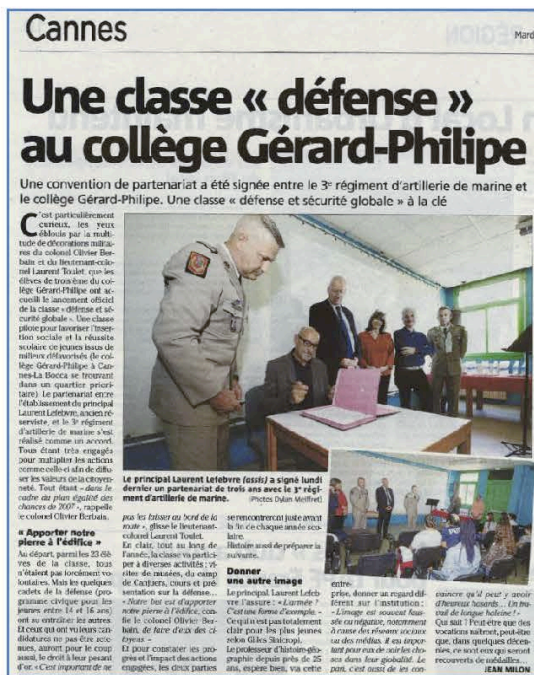 Cannes
Mard
Une classe « défense »
au collège Gérard-Philipe
Une convention de partenariat a été signée entre le 3e régiment d'artillerie de marine et
le collège Gérard-Philipe. Une classe « défense et sécurité globale » à la clé
C'est particulièrement
curieux, les yeux
éblouis par la multi-
tude de décorations militai-
res du colonel Olivier Ber-
bain et du lieutenant-colo-
nel Laurent Toulet, que les
élèves de troisième du col-
lège Gérard-Philipe ont ac-
cueilli le lancement officiel
de la classe « défense et sé-
curité globale ». Une classe
pilote pour favoriser l'inser-
tion sociale et la réussite
scolaire de jeunes issus de
milieux défavorisés (le col-
lège Gérard-Philipe à Can-
nes-La Bocca se trouvant
dans un quartier priori-
taire). Le partenariat entre
l'établissement du principal
Laurent Lefebvre, ancien ré-
serviste, et le 3e régiment
d'artillerie de marine s'est
réalisé comme un accord.
Tous étant très engagés
pour multiplier les actions
comme celle-ci afin de diffu-
ser les valeurs de la citoyen-
neté. Tout étant « dans le
cadre du plan égalité des
chances de 2007 », rappelle
le colonel Olivier Berbain.
« Apporter notre
pierre à l'édifice »
Au départ, parmi les 23 élè-
ves de la classe, tous
n'étaient pas forcément vo-
lontaires. Mais les quelques
cadets de la défense (pro-
gramme civique pour les
jeunes entre 14 et 16 ans)
ont su entraîner les autres.
Et ceux qui ont vu leurs can-
didatures ne pas être rete-
nues, auront pour le coup
aussi, le droit à leur pesant
d'or. « C'est important de ne
Le principal Laurent Lefebvre (assis) a signé lundi
dernier un partenariat de trois ans avec le 3e régi-
ment d'artillerie de marine.
(Photos Dylan Meiffret)
pas les laisser au bord de la
route », glisse le lieutenant-
colonel Laurent Toulet.
En clair, tout au long de
l'année, la classe va partici-
per à diverses activités : vi-
sites de musées, du camp
de Canjuers, cours et pré-
sentation sur la défense...
« Notre but est d'apporter
notre pierre à l'édifice, con-
fie le colonel Olivier Ber-
bain, de faire d'eux des ci-
toyens. »
Et pour constater les pro-
grès et l'impact des actions
engagées, les deux parties
se rencontreront juste avant
la fin de chaque année sco-
laire.
Histoire aussi de préparer la
suivante.
Donner
une autre image
Le principal Laurent Lefeb-
vre l'assure : « L'armée ?
C'est une forme d'exemple. »
Ce qui n'est pas totalement
clair pour les plus jeunes
selon Gilles
Le professeur d'histoire-géo-
graphie depuis près de 25
ans, espère bien, via cette
entre-
prise, donner un regard dif-
férent sur l'institution :
« L'image est souvent faus-
sée ou négative, notamment
à cause des réseaux sociaux
ou des médias. Il est impor-
tant pour eux de voir les cho-
ses dans leur globalité. Le
pari, c'est aussi de les con-
vaincre qu'il peut y avoir
d'heureux hasards... Un tra-
vail de longue haleine ! »
Qui sait ? Peut-être que des
vocations naîtront, peut-être
que, dans quelques décen-
nies, ce sont eux qui seront
recouverts de médailles...
JEAN MILON